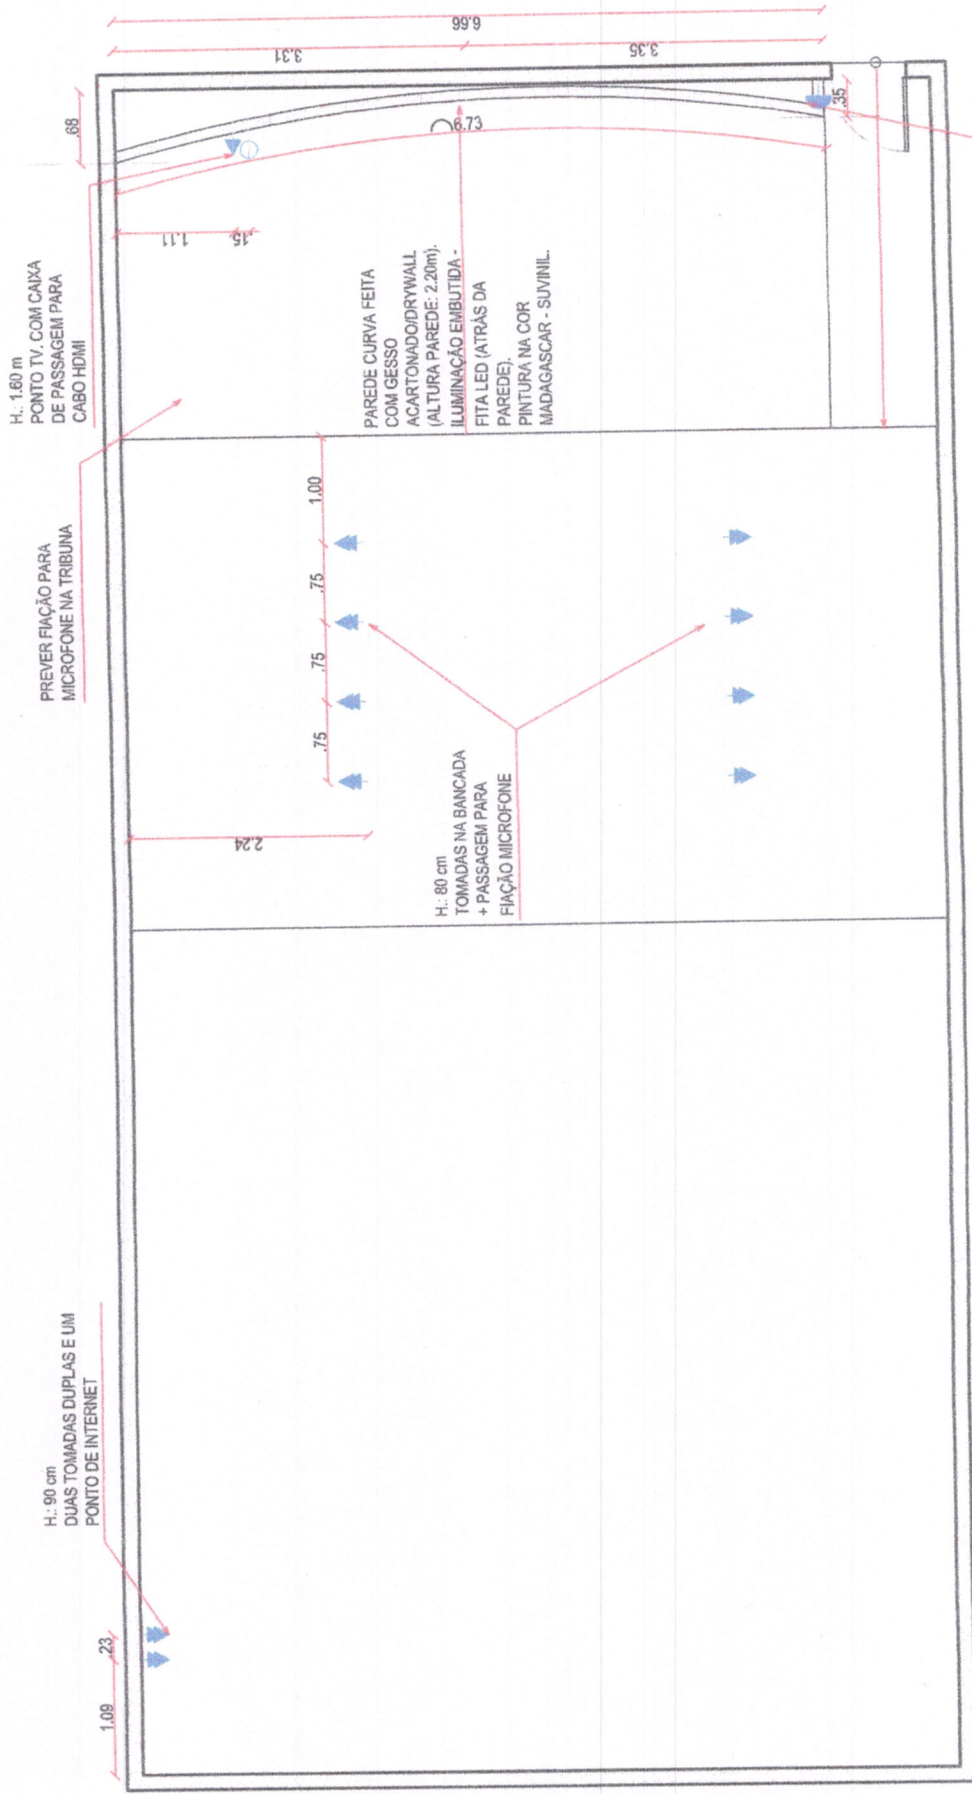 6.66
3.31
3.35
.68
.35
6.73
H.: 1.60 m
PONTO TV. COM CAIXA
DE PASSAGEM PARA
CABO HDMI
1.11
.15
PREVER FIAÇÃO PARA
MICROFONE NA TRIBUNA
PAREDE CURVA FEITA
COM GESSO
ACARTONADO/DRYWALL
(ALTURA PAREDE: 2.20m).
ILUMINAÇÃO EMBUTIDA -
FITA LED (ATRÁS DA
PAREDE).
PINTURA NA COR
MADAGASCAR - SUVINIL.
1.00
.75
.75
.75
2.24
H.: 80 cm
TOMADAS NA BANCADA
+ PASSAGEM PARA
FIAÇÃO MICROFONE
H.: 90 cm
DUAS TOMADAS DUPLAS E UM
PONTO DE INTERNET
.23
1.09